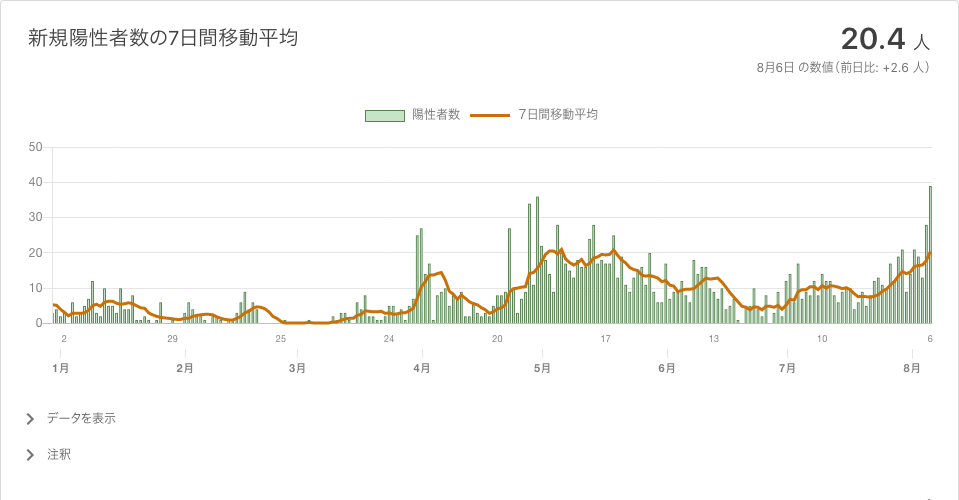 新規陽性者数の7日間移動平均
20.4 人
8月6日 の数値（前日比: +2.6 人）
陽性者数 7日間移動平均
50
40
30
20
10
0
2 29 25 24 20 17 13 10 6
1月 2月 3月 4月 5月 6月 7月 8月
データを表示
注釈